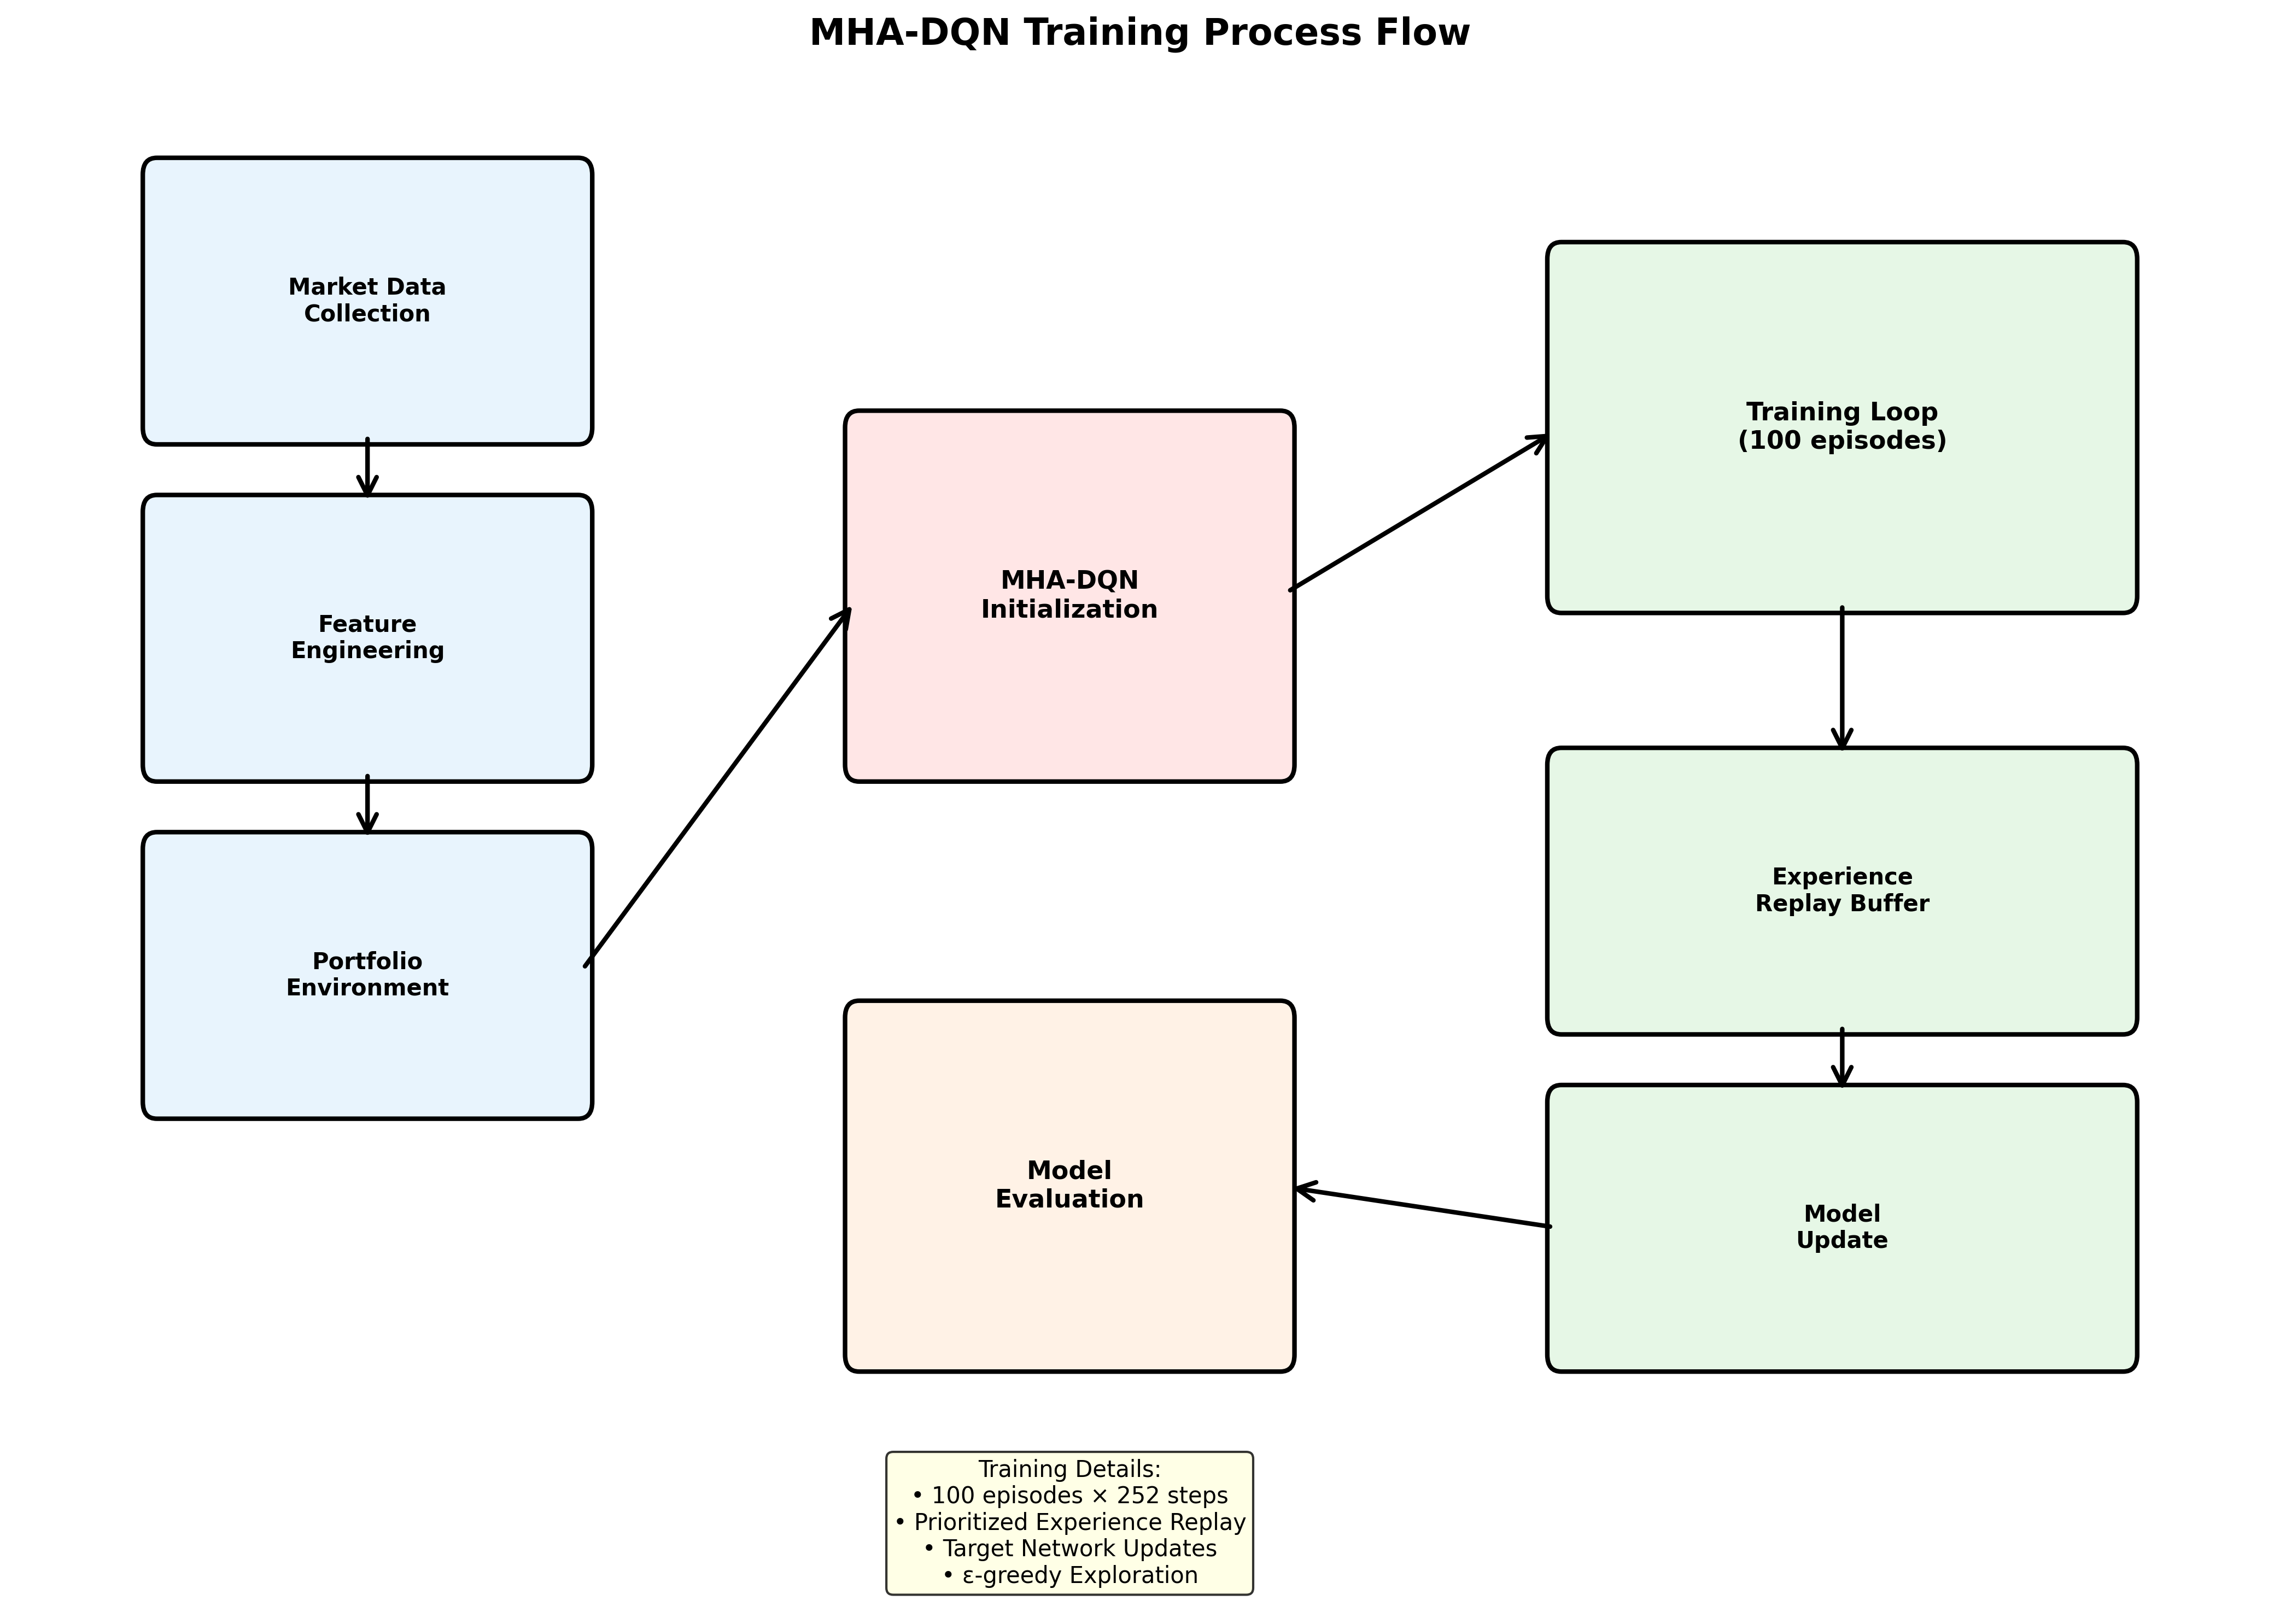 MHA-DQN Training Process Flow
Market Data
Collection
Feature
Engineering
Portfolio
Environment
MHA-DQN
Initialization
Training Loop
(100 episodes)
Experience
Replay Buffer
Model
Update
Model
Evaluation
Training Details:
• 100 episodes × 252 steps
• Prioritized Experience Replay
• Target Network Updates
• ε-greedy Exploration